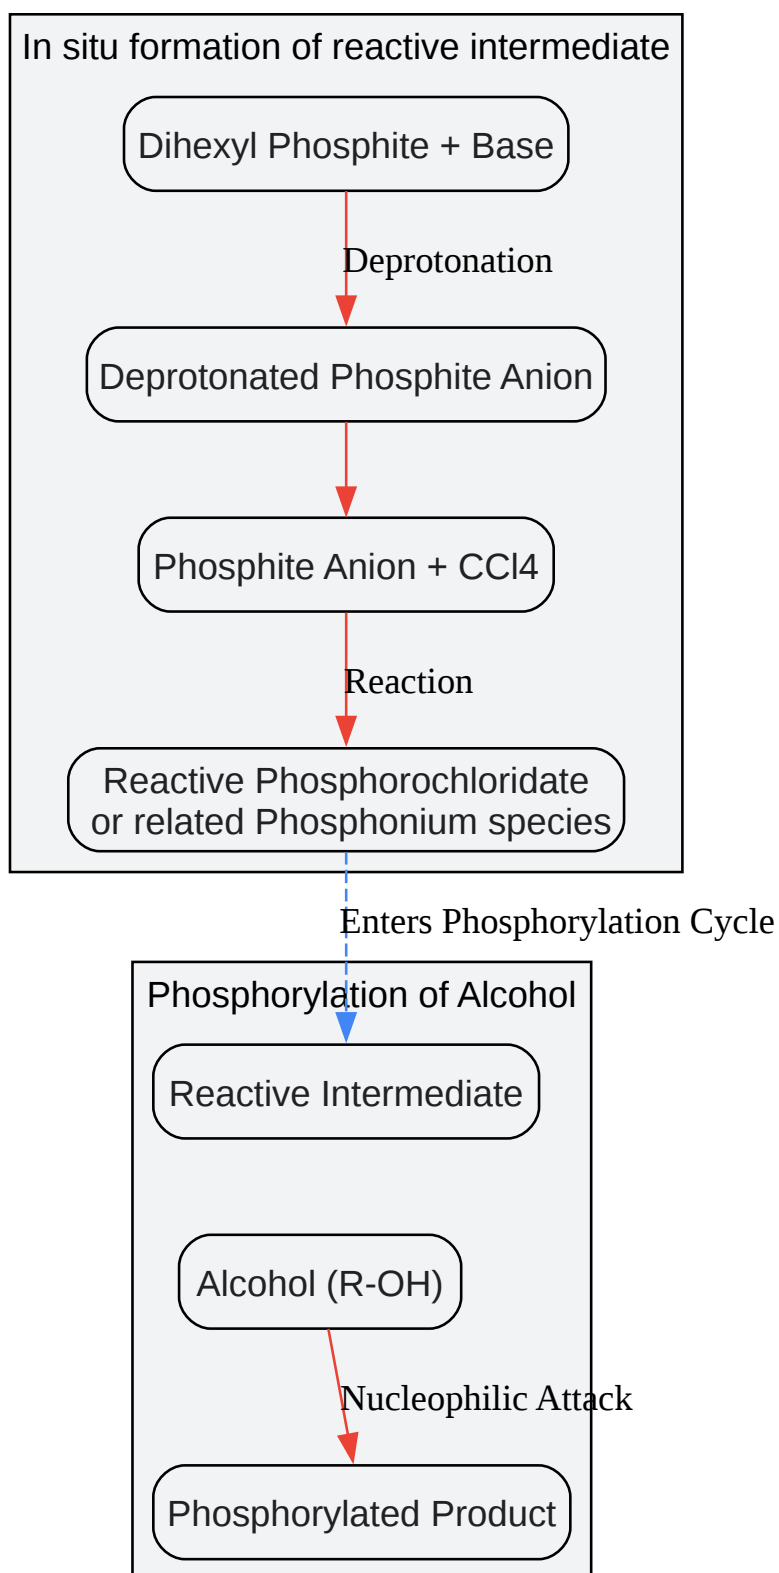 In situ formation of reactive intermediate
Dihexyl Phosphite + Base
Deprotonation
Deprotonated Phosphite Anion
Phosphite Anion + CCl4
Reaction
Reactive Phosphorochloridate
or related Phosphonium species
Enters Phosphorylation Cycle
Phosphorylation of Alcohol
Reactive Intermediate
Alcohol (R-OH)
Nucleophilic Attack
Phosphorylated Product